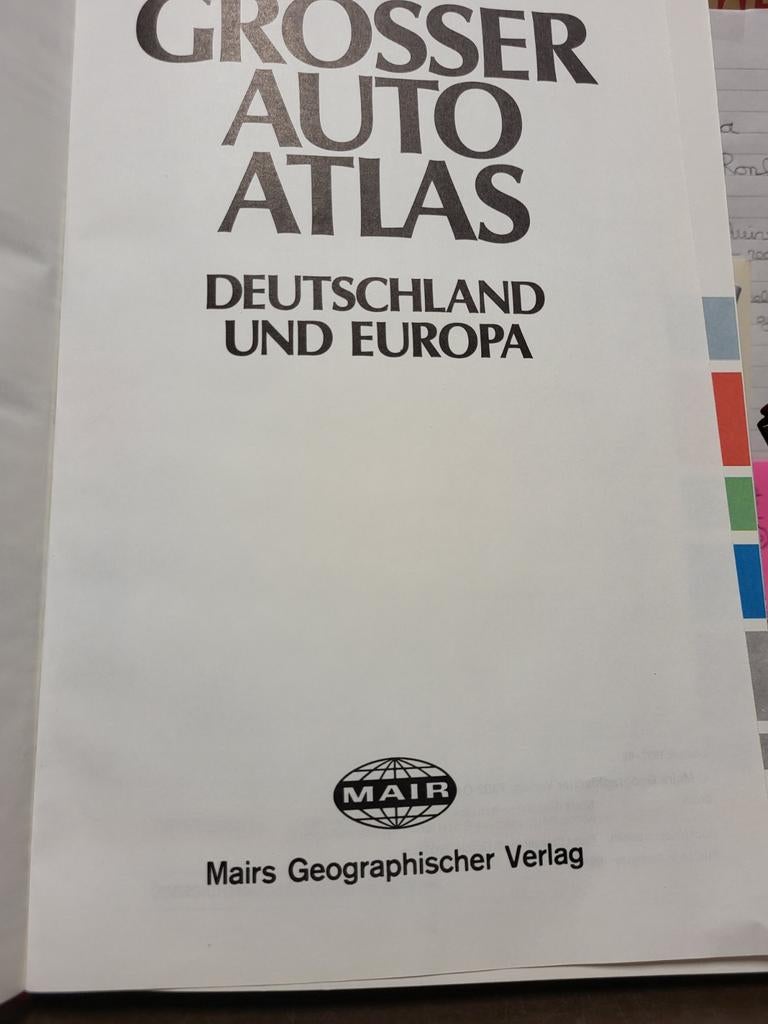 GROSSER
AUTO
ATLAS
DEUTSCHLAND
UND EUROPA
MAIR
Mairs Geographischer Verlag